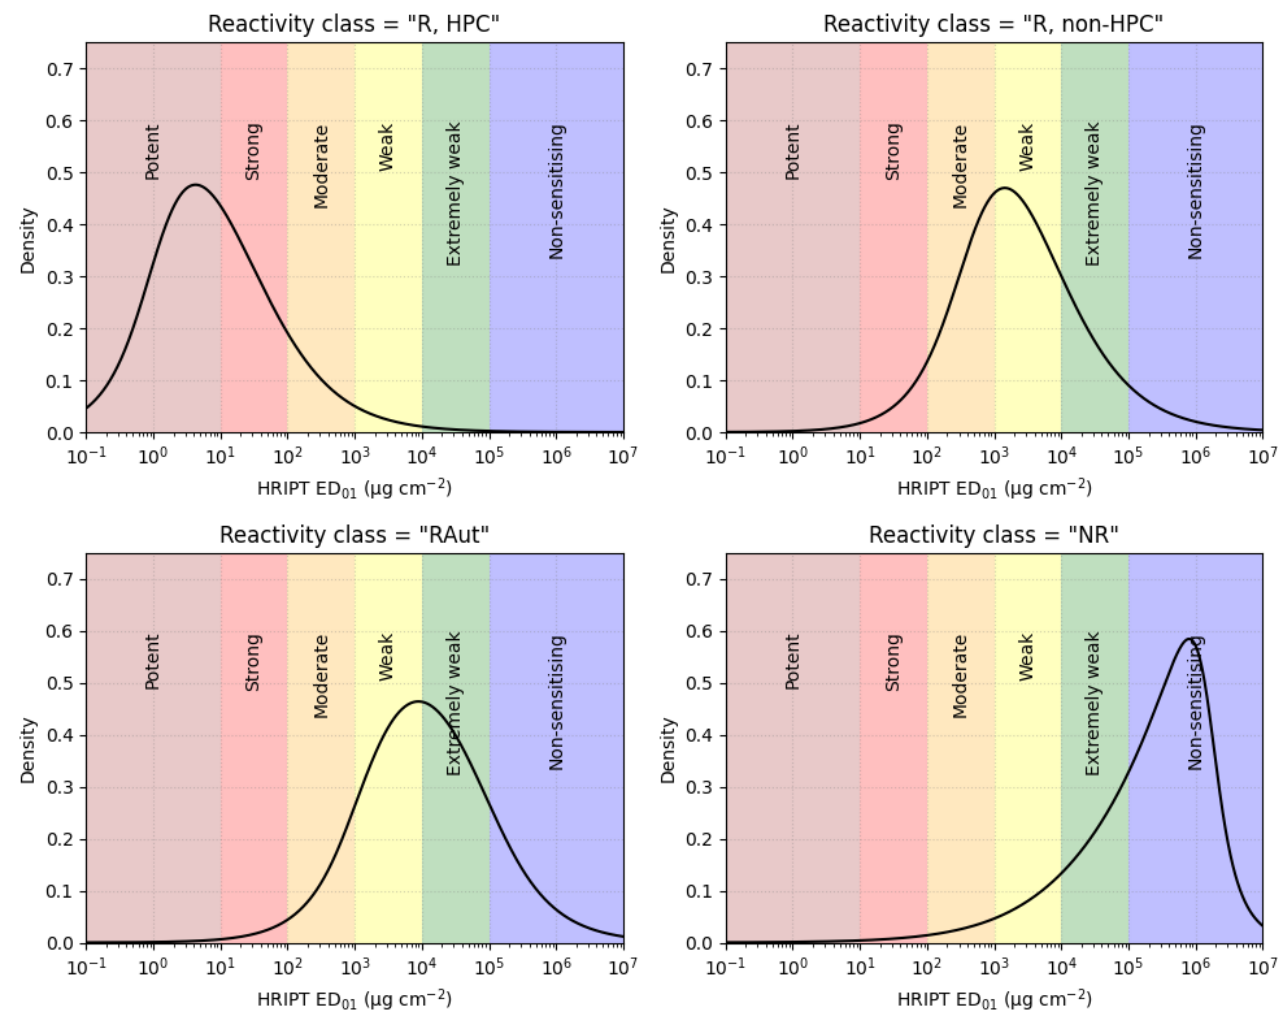 Reactivity class = "R, HPC"
Density
0.7
0.6
0.5
0.4
0.3
0.2
0.1
0.0
Potent
Strong
Moderate
Weak
Extremely weak
Non-sensitising
10⁻¹ 10⁰ 10¹ 10² 10³ 10⁴ 10⁵ 10⁶ 10⁷
HRIPT ED₀₁ (µg cm⁻²)
Reactivity class = "R, non-HPC"
Density
0.7
0.6
0.5
0.4
0.3
0.2
0.1
0.0
Potent
Strong
Moderate
Weak
Extremely weak
Non-sensitising
10⁻¹ 10⁰ 10¹ 10² 10³ 10⁴ 10⁵ 10⁶ 10⁷
HRIPT ED₀₁ (µg cm⁻²)
Reactivity class = "RAut"
Density
0.7
0.6
0.5
0.4
0.3
0.2
0.1
0.0
Potent
Strong
Moderate
Weak
Extremely weak
Non-sensitising
10⁻¹ 10⁰ 10¹ 10² 10³ 10⁴ 10⁵ 10⁶ 10⁷
HRIPT ED₀₁ (µg cm⁻²)
Reactivity class = "NR"
Density
0.7
0.6
0.5
0.4
0.3
0.2
0.1
0.0
Potent
Strong
Moderate
Weak
Extremely weak
Non-sensitising
10⁻¹ 10⁰ 10¹ 10² 10³ 10⁴ 10⁵ 10⁶ 10⁷
HRIPT ED₀₁ (µg cm⁻²)